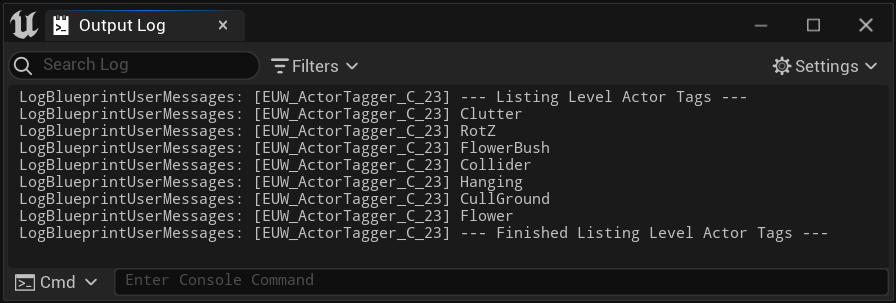 Output Log
Search Log
Filters
Settings
LogBlueprintUserMessages: [EUW_ActorTagger_C_23] --- Listing Level Actor Tags ---
LogBlueprintUserMessages: [EUW_ActorTagger_C_23] Clutter
LogBlueprintUserMessages: [EUW_ActorTagger_C_23] RotZ
LogBlueprintUserMessages: [EUW_ActorTagger_C_23] FlowerBush
LogBlueprintUserMessages: [EUW_ActorTagger_C_23] Collider
LogBlueprintUserMessages: [EUW_ActorTagger_C_23] Hanging
LogBlueprintUserMessages: [EUW_ActorTagger_C_23] CullGround
LogBlueprintUserMessages: [EUW_ActorTagger_C_23] Flower
LogBlueprintUserMessages: [EUW_ActorTagger_C_23] --- Finished Listing Level Actor Tags ---
Cmd
Enter Console Command